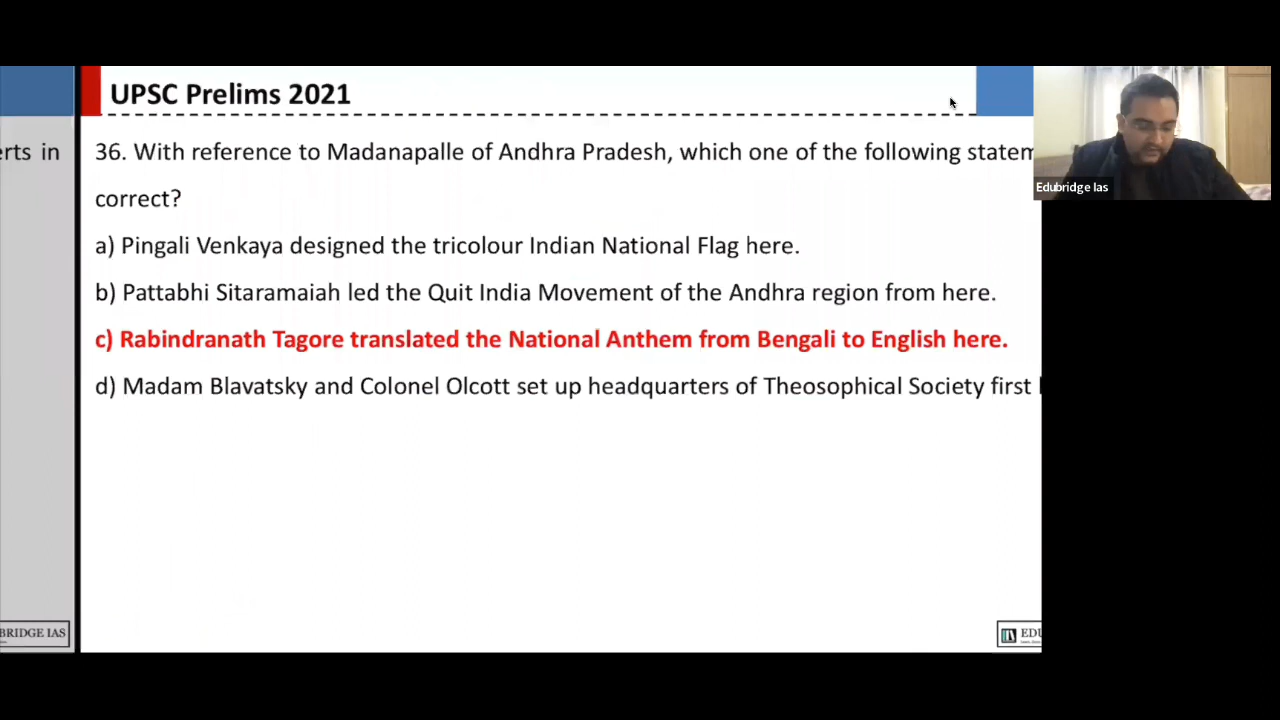 UPSC Prelims 2021
erts in
36. With reference to Madanapalle of Andhra Pradesh, which one of the following
correct?
a) Pingali Venkaya designed the tricolour Indian National Flag here.
b) Pattabhi Sitaramaiah led the Quit India Movement of the Andhra region from here.
c) Rabindranath Tagore translated the National Anthem from Bengali to English here.
d) Madam Blavatsky and Colonel Olcott set up headquarters of Theosophical Society first
Edubridge Ias
BRIDGE IAS
EDU